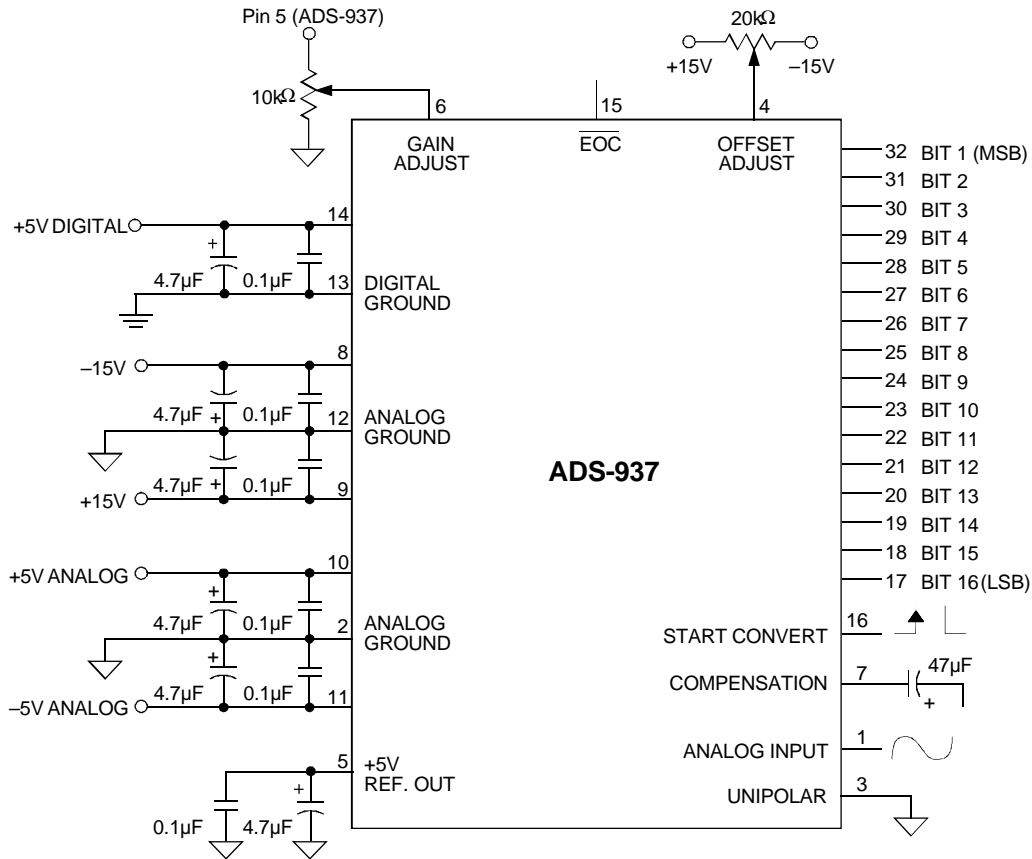 Pin 5 (ADS-937)
20kΩ
+15V
–15V
10kΩ
6
15
4
GAIN
ADJUST
EOC
OFFSET
ADJUST
32 BIT 1 (MSB)
31 BIT 2
30 BIT 3
29 BIT 4
28 BIT 5
27 BIT 6
26 BIT 7
25 BIT 8
24 BIT 9
23 BIT 10
22 BIT 11
21 BIT 12
20 BIT 13
19 BIT 14
18 BIT 15
17 BIT 16 (LSB)
+5V DIGITAL
14
+
4.7µF
0.1µF
13
DIGITAL
GROUND
–15V
8
4.7µF
+
0.1µF
12
ANALOG
GROUND
4.7µF
+
0.1µF
+15V
9
ADS-937
+5V ANALOG
10
+
4.7µF
0.1µF
2
ANALOG
GROUND
+
4.7µF
0.1µF
–5V ANALOG
11
5
+5V
REF. OUT
+
0.1µF
4.7µF
START CONVERT
16
COMPENSATION
7
47µF
+
ANALOG INPUT
1
UNIPOLAR
3